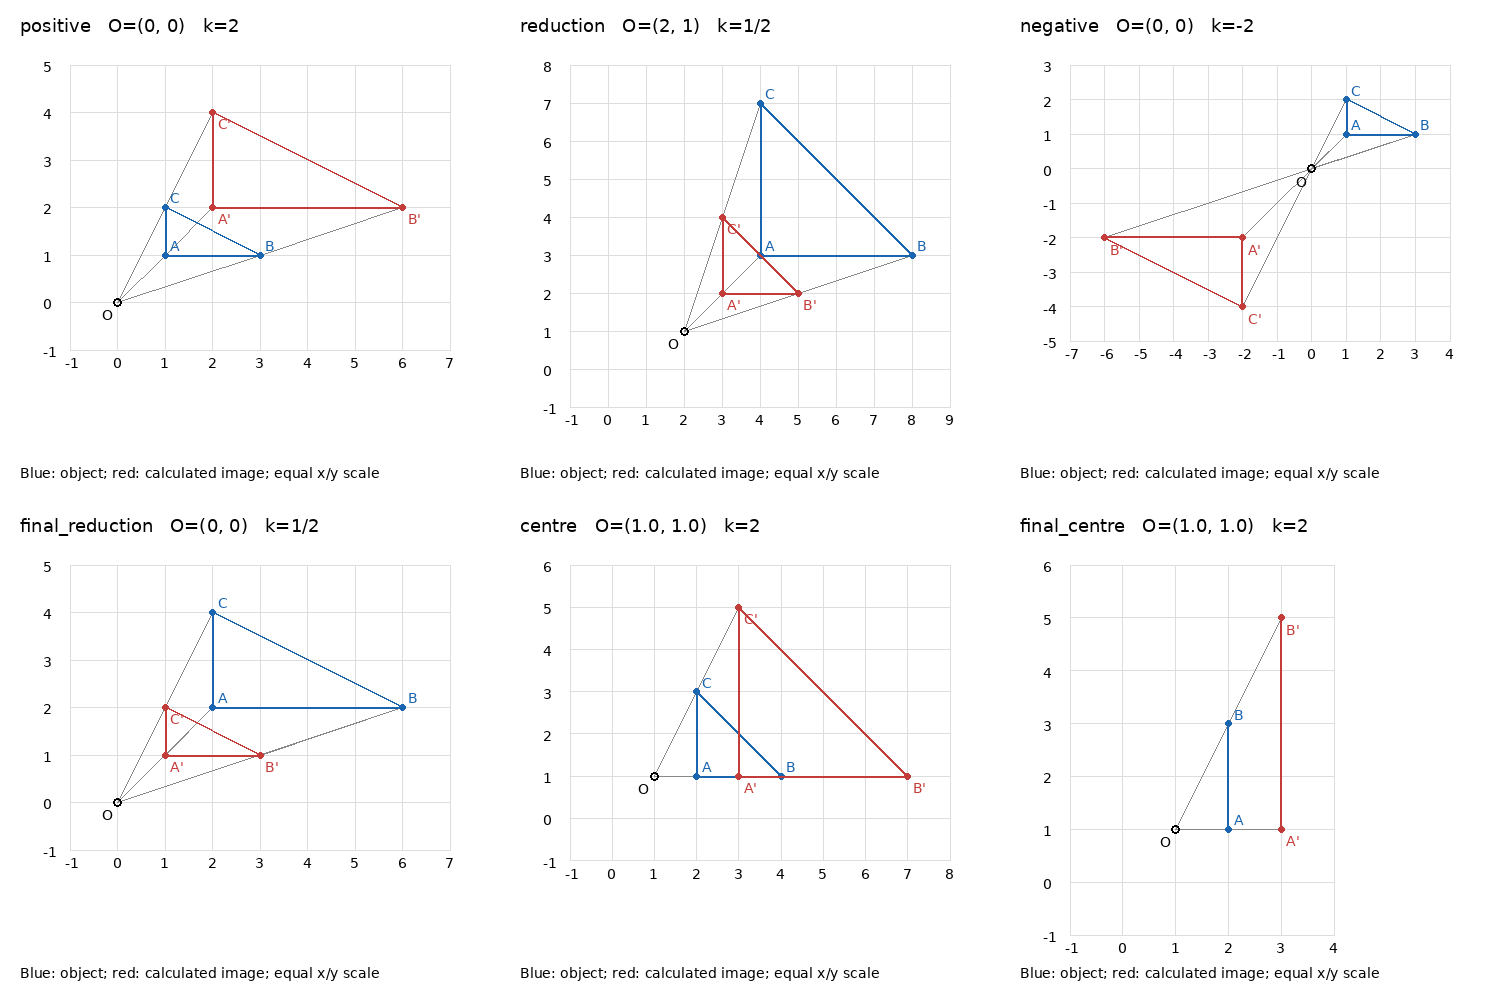 positive O=(0, 0) k=2
5
4
C'
3
C
2
A'
B'
A
B
1
0
O
-1
-1 0 1 2 3 4 5 6 7
Blue: object; red: calculated image; equal x/y scale
reduction O=(2, 1) k=1/2
8
C
7
6
5
4
C'
A
B
3
2
A'
B'
1
O
0
-1
-1 0 1 2 3 4 5 6 7 8 9
Blue: object; red: calculated image; equal x/y scale
negative O=(0, 0) k=-2
3
C
2
A
B
1
0
O
-1
-2
B'
A'
-3
-4
C'
-5
-7 -6 -5 -4 -3 -2 -1 0 1 2 3 4
Blue: object; red: calculated image; equal x/y scale
final_reduction O=(0, 0) k=1/2
5
C
4
3
A
B
2
C'
1
A'
B'
0
O
-1
-1 0 1 2 3 4 5 6 7
Blue: object; red: calculated image; equal x/y scale
centre O=(1.0, 1.0) k=2
6
5
C'
4
C
3
2
A
B
1
O
A'
B'
0
-1
-1 0 1 2 3 4 5 6 7 8
Blue: object; red: calculated image; equal x/y scale
final_centre O=(1.0, 1.0) k=2
6
5
B'
4
B
3
2
A
1
O
A'
0
-1
-1 0 1 2 3 4
Blue: object; red: calculated image; equal x/y scale